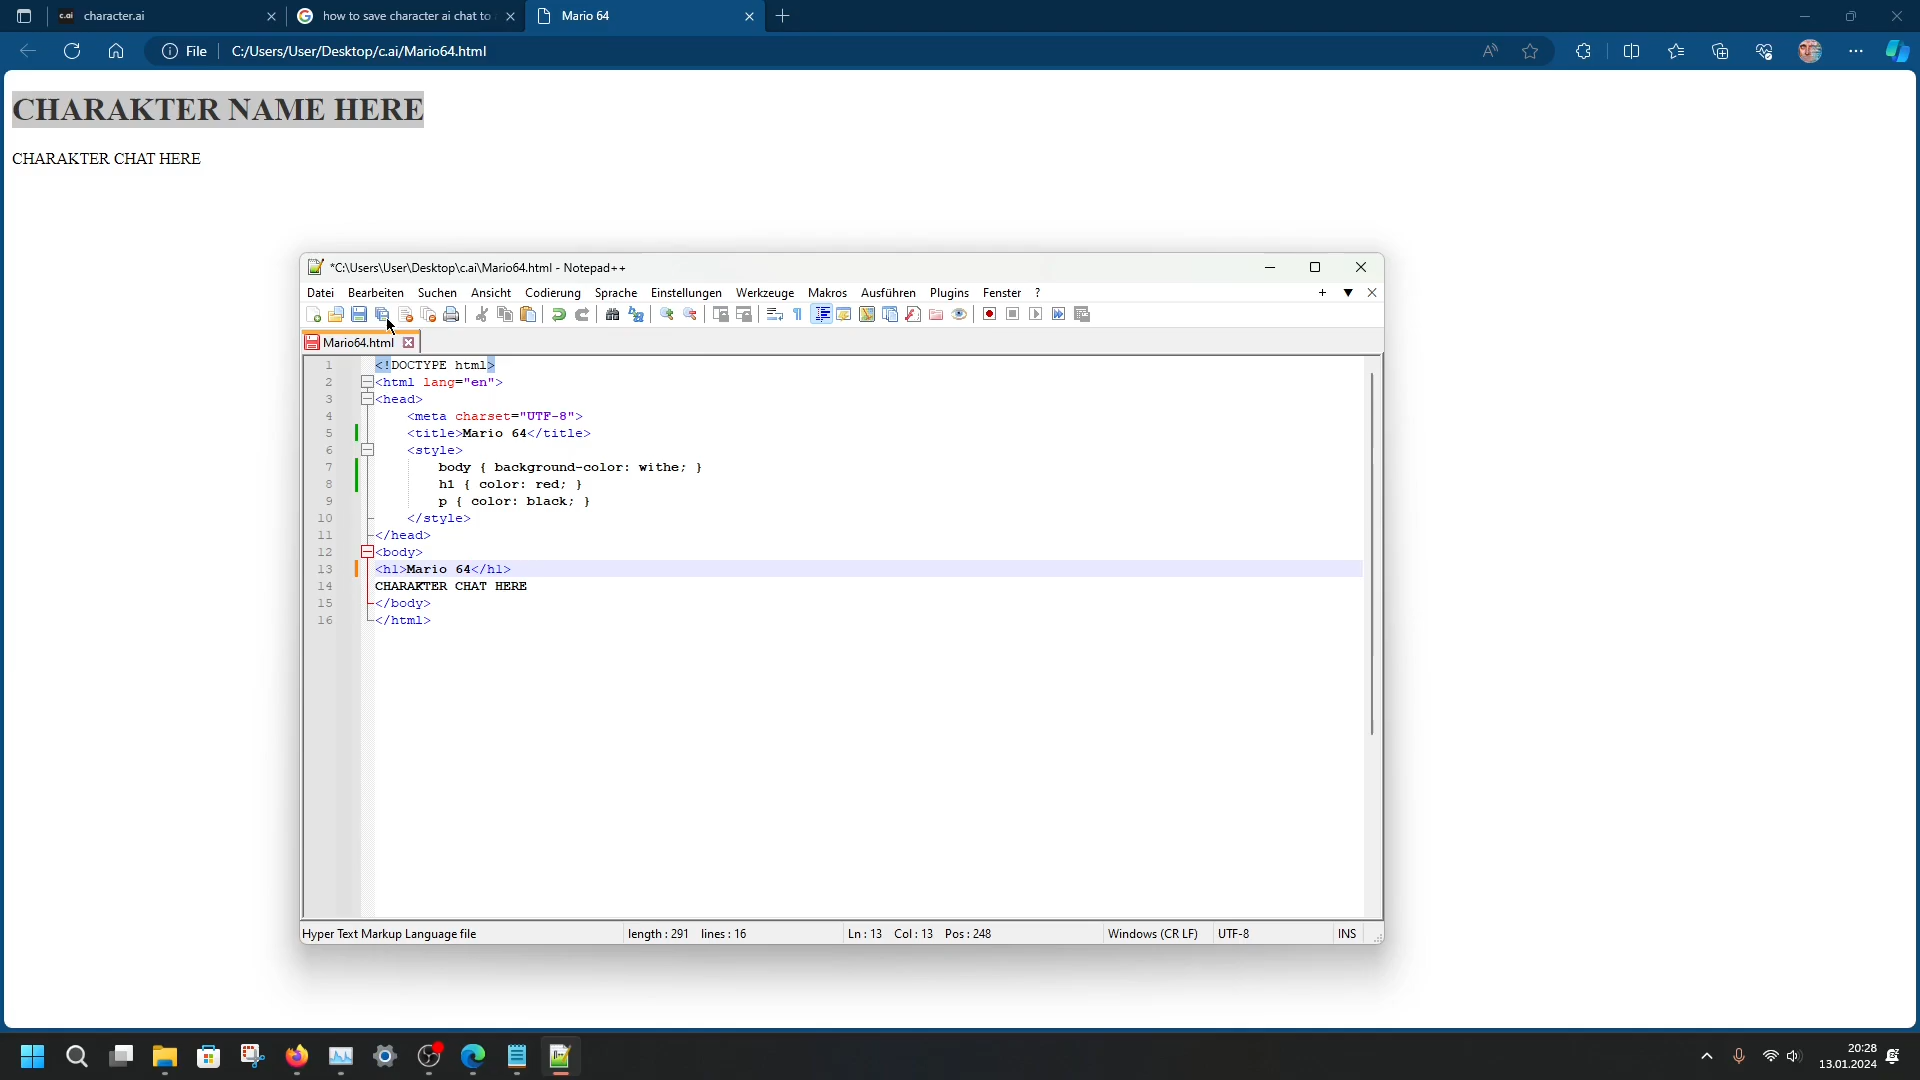 character.ai
how to save character ai chat to
Mario 64
File
C:/Users/User/Desktop/c.ai/Mario64.html
CHARAKTER NAME HERE
CHARAKTER CHAT HERE
*C:\Users\User\Desktop\c.ai\Mario64.html - Notepad++
Datei Bearbeiten Suchen Ansicht Codierung Sprache Einstellungen Werkzeuge Makros Ausführen Plugins Fenster ?
Mario64.html
1 <!DOCTYPE html>
2 <html lang="en">
3 <head>
4 <meta charset="UTF-8">
5 <title>Mario 64</title>
6 <style>
7 body { background-color: withe; }
8 h1 { color: red; }
9 p { color: black; }
10 </style>
11 </head>
12 <body>
13 <h1>Mario 64</h1>
14 CHARAKTER CHAT HERE
15 </body>
16 </html>
Hyper Text Markup Language file length : 291 lines : 16 Ln : 13 Col : 13 Pos : 248 Windows (CR LF) UTF-8 INS
20:28
13.01.2024